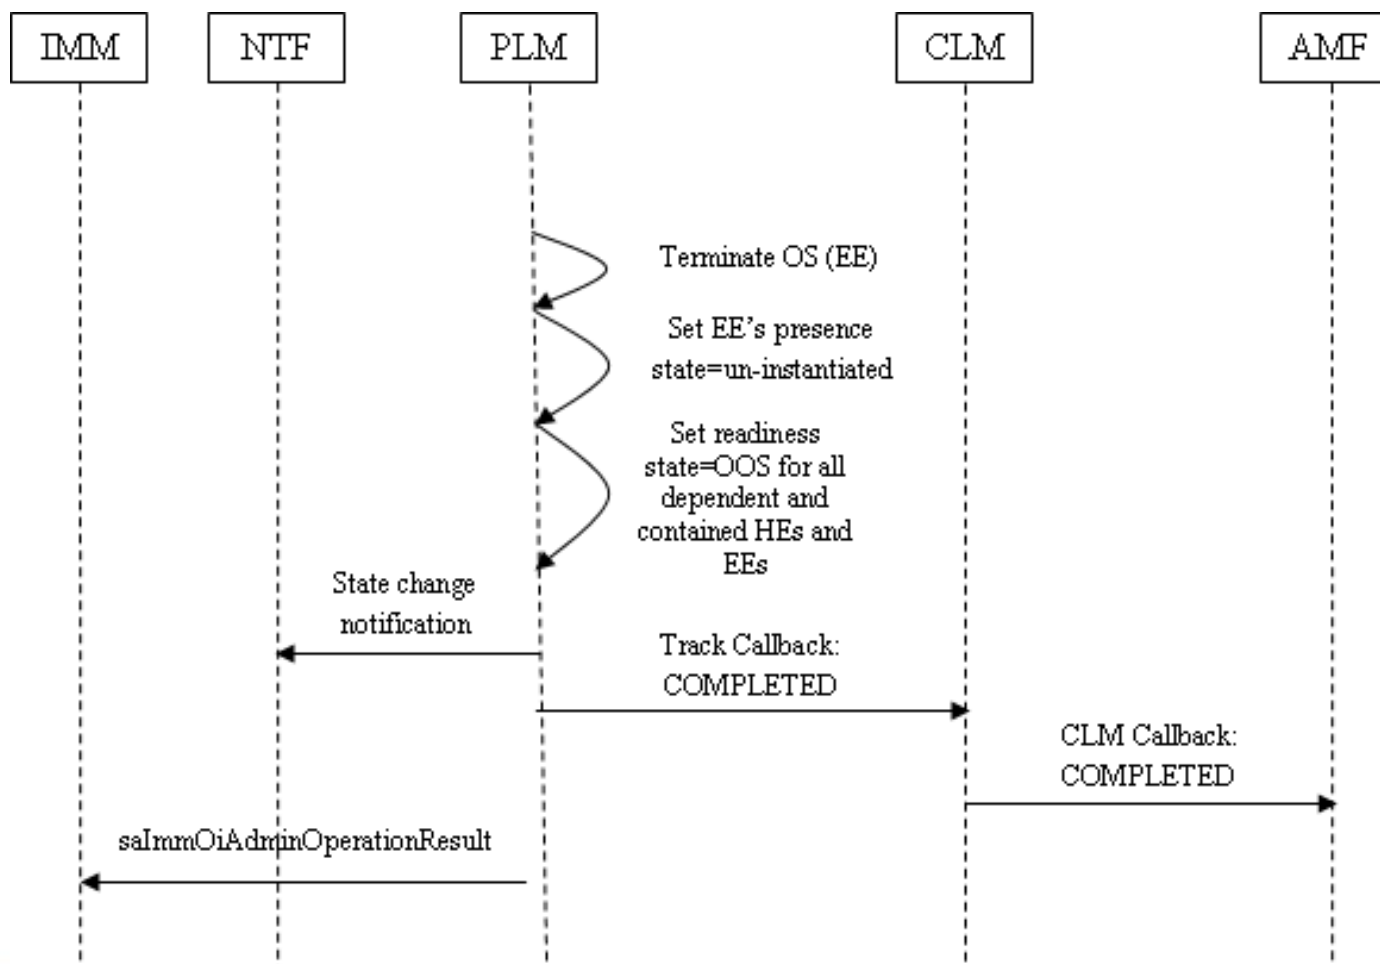 IMM
NTF
PLM
CLM
AMF
Terminate OS (EE)
Set EE's presence
state=un-instantiated
Set readiness
state=OOS for all
dependent and
contained HEs and
EEs
State change
notification
Track Callback:
COMPLETED
CLM Callback:
COMPLETED
saImmOiAdminOperationResult